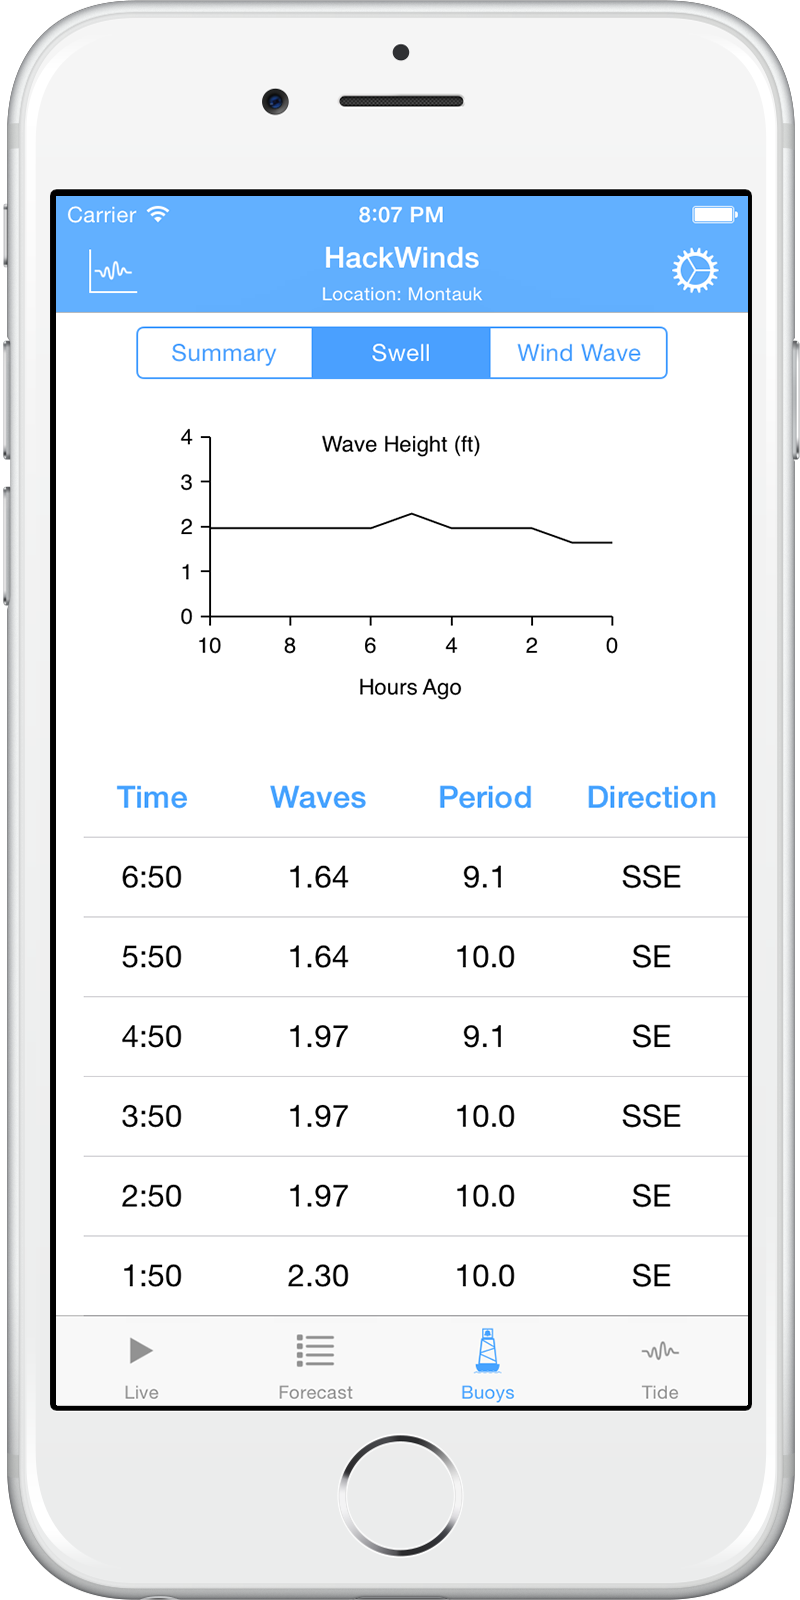 Carrier 8:07 PM
HackWinds
Location: Montauk
Summary Swell Wind Wave
Wave Height (ft)
4
3
2
1
0
10 8 6 4 2 0
Hours Ago
Time Waves Period Direction
6:50 1.64 9.1 SSE
5:50 1.64 10.0 SE
4:50 1.97 9.1 SE
3:50 1.97 10.0 SSE
2:50 1.97 10.0 SE
1:50 2.30 10.0 SE
Live Forecast Buoys Tide